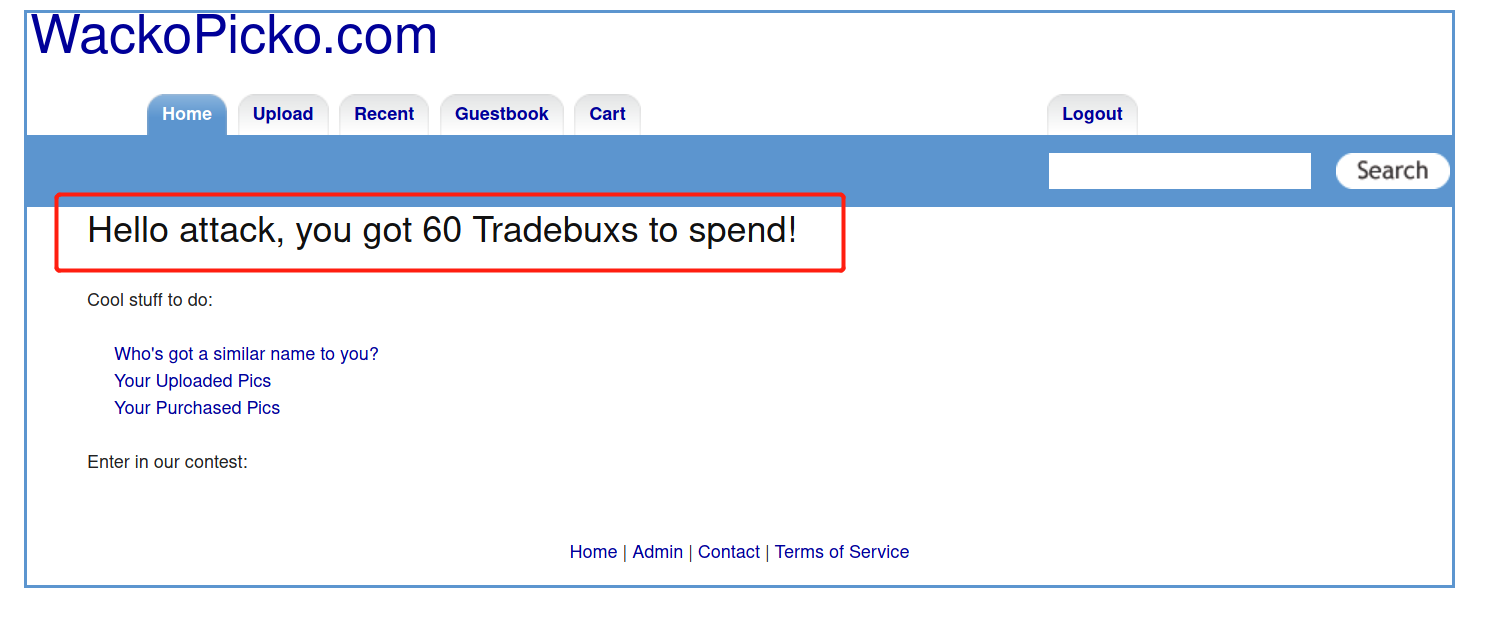 WackoPicko.com
Home Upload Recent Guestbook Cart Logout
Search
Hello attack, you got 60 Tradebuxs to spend!
Cool stuff to do:
Who's got a similar name to you?
Your Uploaded Pics
Your Purchased Pics
Enter in our contest:
Home | Admin | Contact | Terms of Service